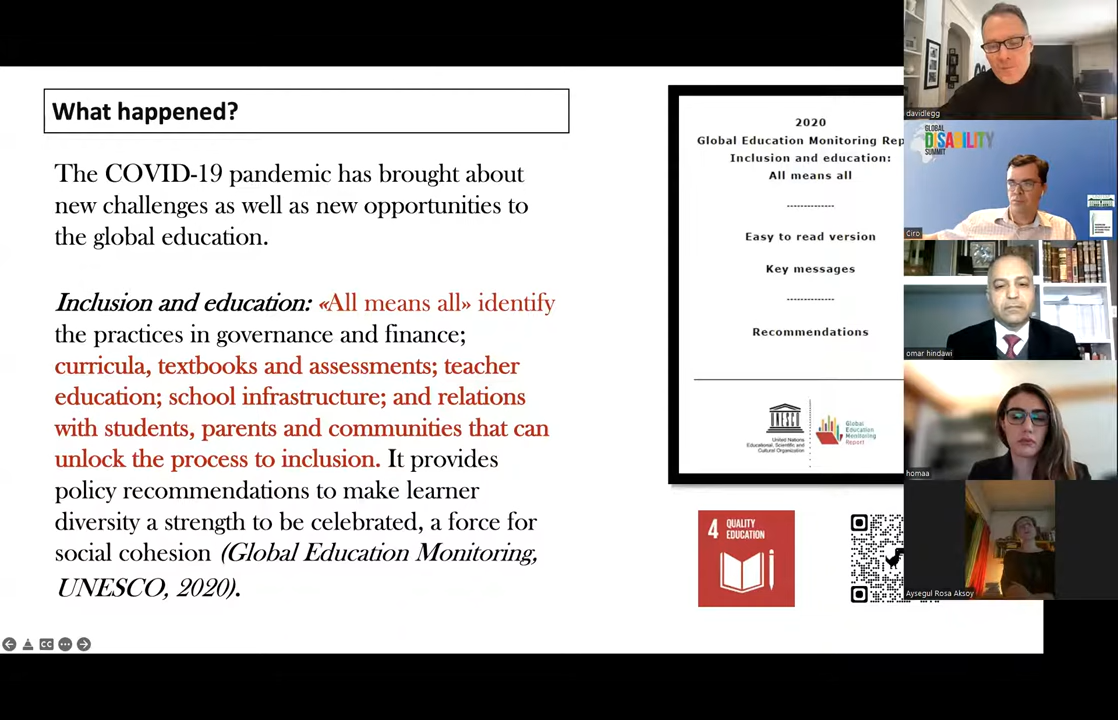 What happened?
The COVID-19 pandemic has brought about
new challenges as well as new opportunities to
the global education.
Inclusion and education: «All means all» identify
the practices in governance and finance;
curricula, textbooks and assessments; teacher
education; school infrastructure; and relations
with students, parents and communities that can
unlock the process to inclusion. It provides
policy recommendations to make learner
diversity a strength to be celebrated, a force for
social cohesion (Global Education Monitoring,
UNESCO, 2020).
2020
Global Education Monitoring Rep
Inclusion and education:
All means all
--------------
Easy to read version
Key messages
--------------
Recommendations
UNESCO
United Nations
Educational, Scientific and
Cultural Organization
Global
Education
Monitoring
Report
4 QUALITY
EDUCATION
CC
davidlegg
GLOBAL
DISABILITY
SUMMIT
Ciro
omar hindawi
homaa
Aysegul Rosa Aksoy